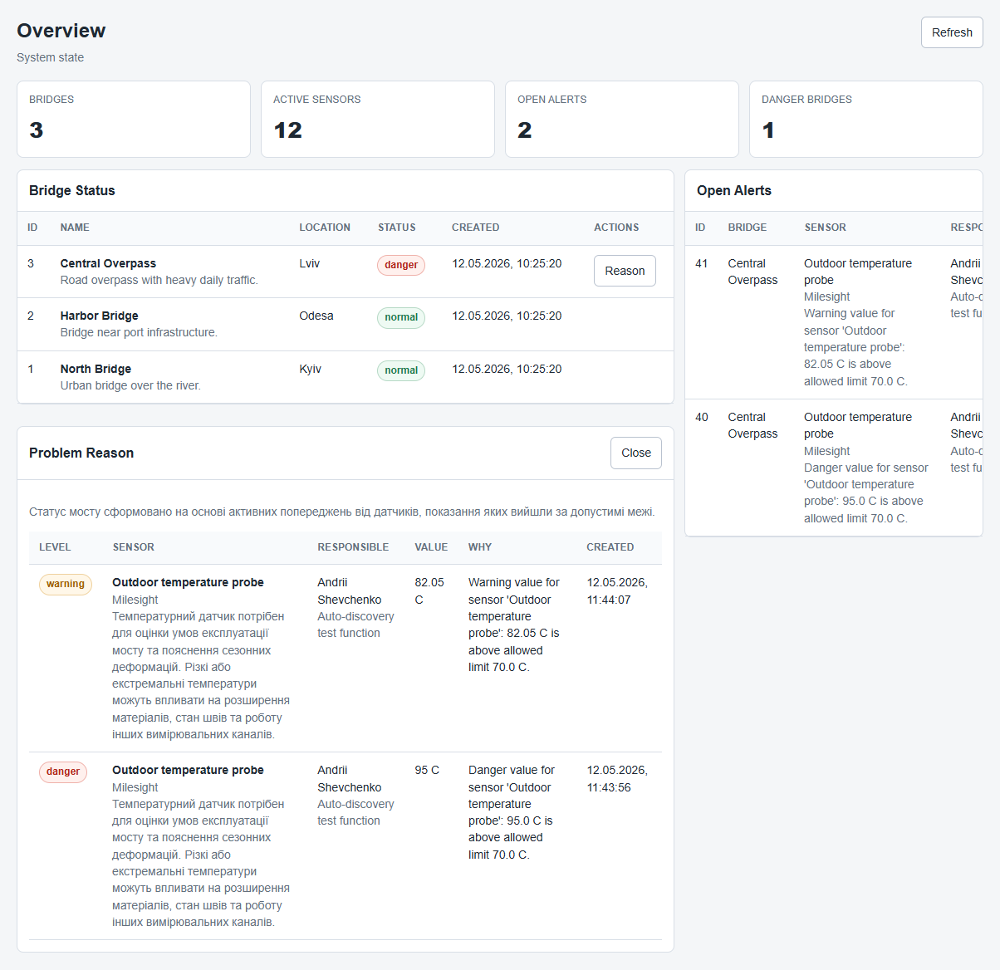 Overview
Refresh
System state
BRIDGES
3
ACTIVE SENSORS
12
OPEN ALERTS
2
DANGER BRIDGES
1
Bridge Status
ID NAME LOCATION STATUS CREATED ACTIONS
3 Central Overpass Lviv danger 12.05.2026, 10:25:20 Reason
Road overpass with heavy daily traffic.
2 Harbor Bridge Odesa normal 12.05.2026, 10:25:20
Bridge near port infrastructure.
1 North Bridge Kyiv normal 12.05.2026, 10:25:20
Urban bridge over the river.
Open Alerts
ID BRIDGE SENSOR RESPO
41 Central Outdoor temperature Andrii
Overpass probe Shevc
Milesight Auto-d
Warning value for test fu
sensor 'Outdoor
temperature probe':
82.05 C is above
allowed limit 70.0 C.
40 Central Outdoor temperature Andrii
Overpass probe Shevc
Milesight Auto-d
Danger value for sensor test fu
'Outdoor temperature
probe': 95.0 C is above
allowed limit 70.0 C.
Problem Reason
Close
Статус мосту сформовано на основі активних попереджень від датчиків, показання яких вийшли за допустимі межі.
LEVEL SENSOR RESPONSIBLE VALUE WHY CREATED
warning Outdoor temperature probe Andrii 82.05 Warning value for 12.05.2026,
Milesight Shevchenko C sensor 'Outdoor 11:44:07
Температурний датчик потрібен Auto-discovery temperature
для оцінки умов експлуатації test function probe': 82.05 C is
мосту та пояснення сезонних above allowed
деформацій. Різкі або limit 70.0 C.
екстремальні температури
можуть впливати на розширення
матеріалів, стан швів та роботу
інших вимірювальних каналів.
danger Outdoor temperature probe Andrii 95 C Danger value for 12.05.2026,
Milesight Shevchenko sensor 'Outdoor 11:43:56
Температурний датчик потрібен Auto-discovery temperature
для оцінки умов експлуатації test function probe': 95.0 C is
мосту та пояснення сезонних above allowed
деформацій. Різкі або limit 70.0 C.
екстремальні температури
можуть впливати на розширення
матеріалів, стан швів та роботу
інших вимірювальних каналів.